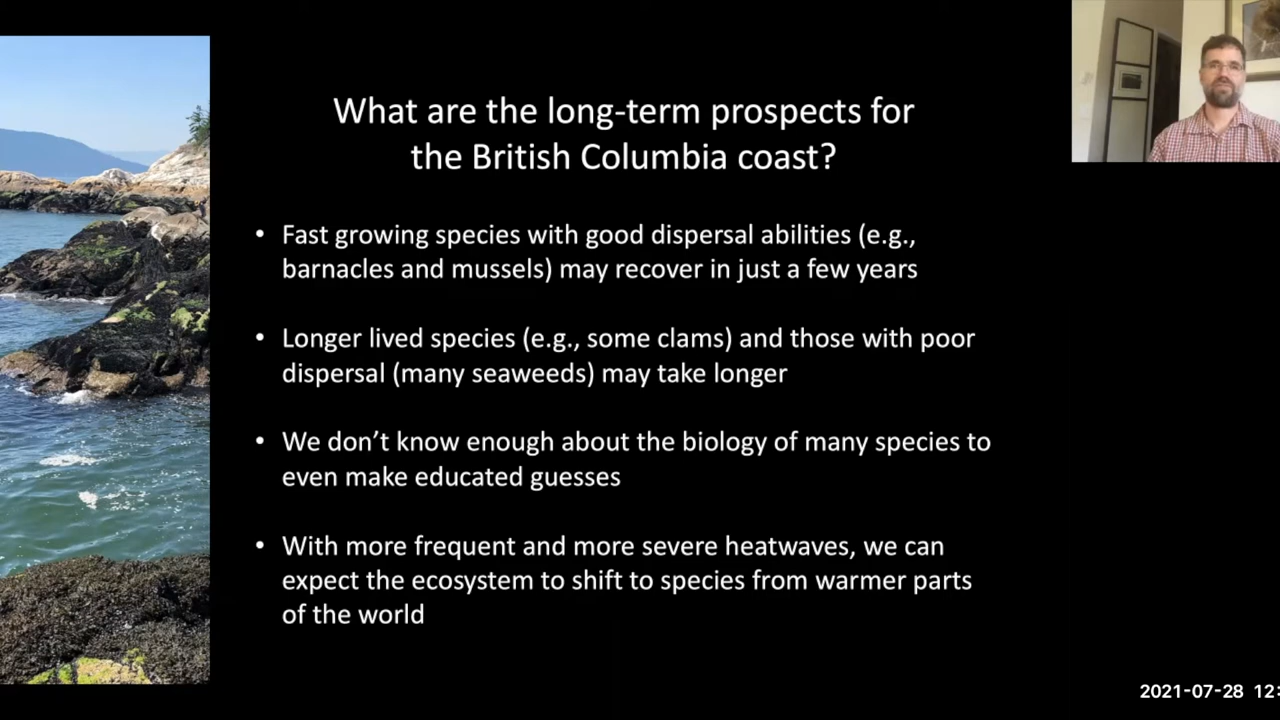 What are the long-term prospects for
the British Columbia coast?
• Fast growing species with good dispersal abilities (e.g.,
barnacles and mussels) may recover in just a few years
• Longer lived species (e.g., some clams) and those with poor
dispersal (many seaweeds) may take longer
• We don’t know enough about the biology of many species to
even make educated guesses
• With more frequent and more severe heatwaves, we can
expect the ecosystem to shift to species from warmer parts
of the world
2021-07-28 12: